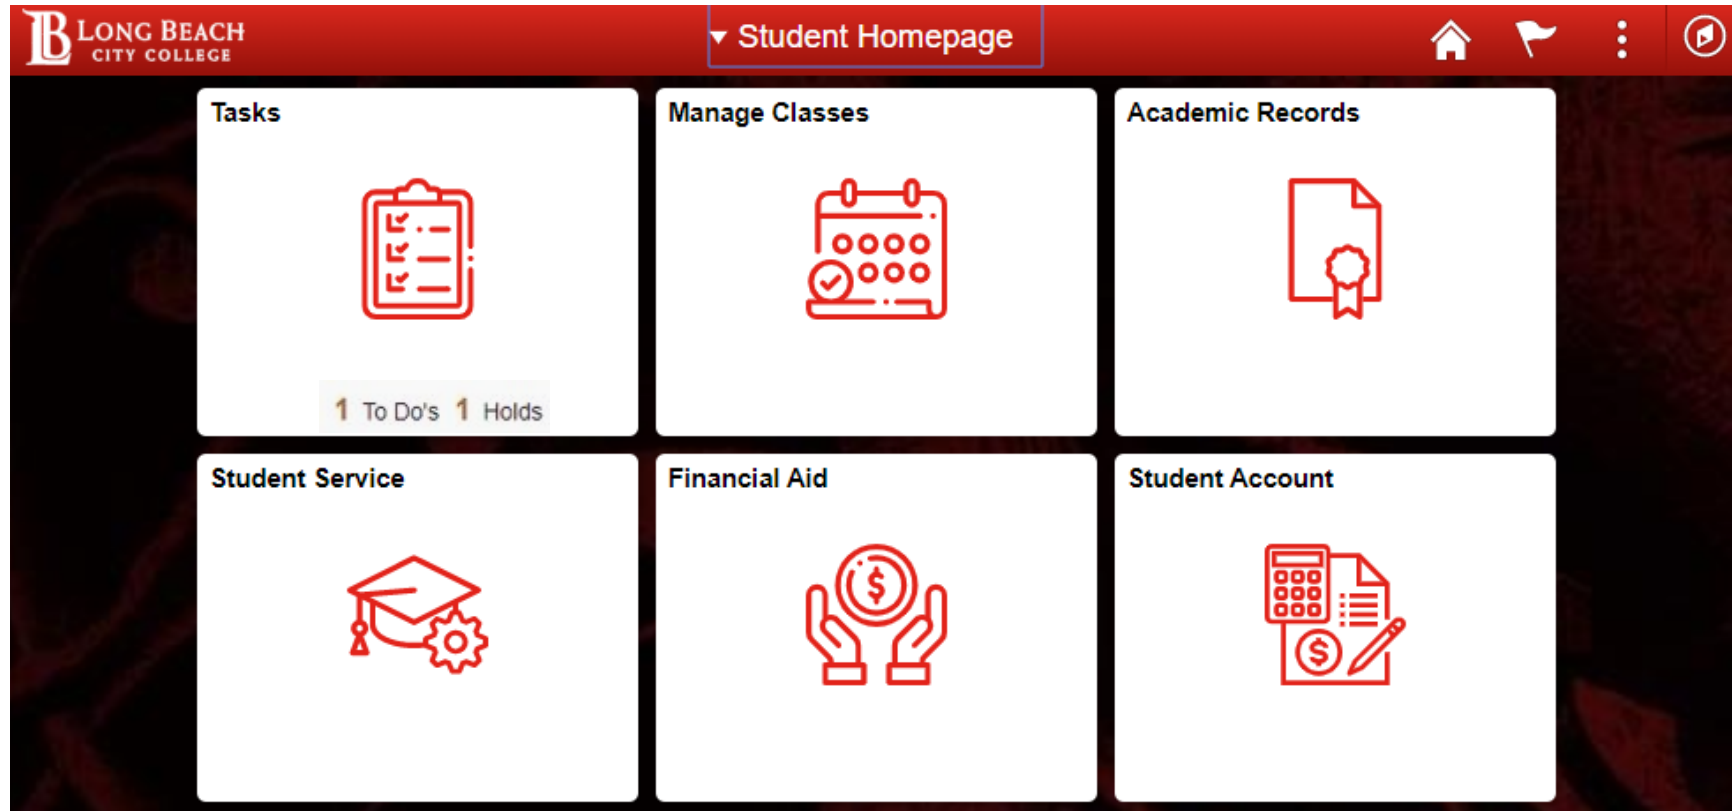 LONG BEACH
CITY COLLEGE
Student Homepage
Tasks
Manage Classes
Academic Records
1 To Do's 1 Holds
Student Service
Financial Aid
Student Account